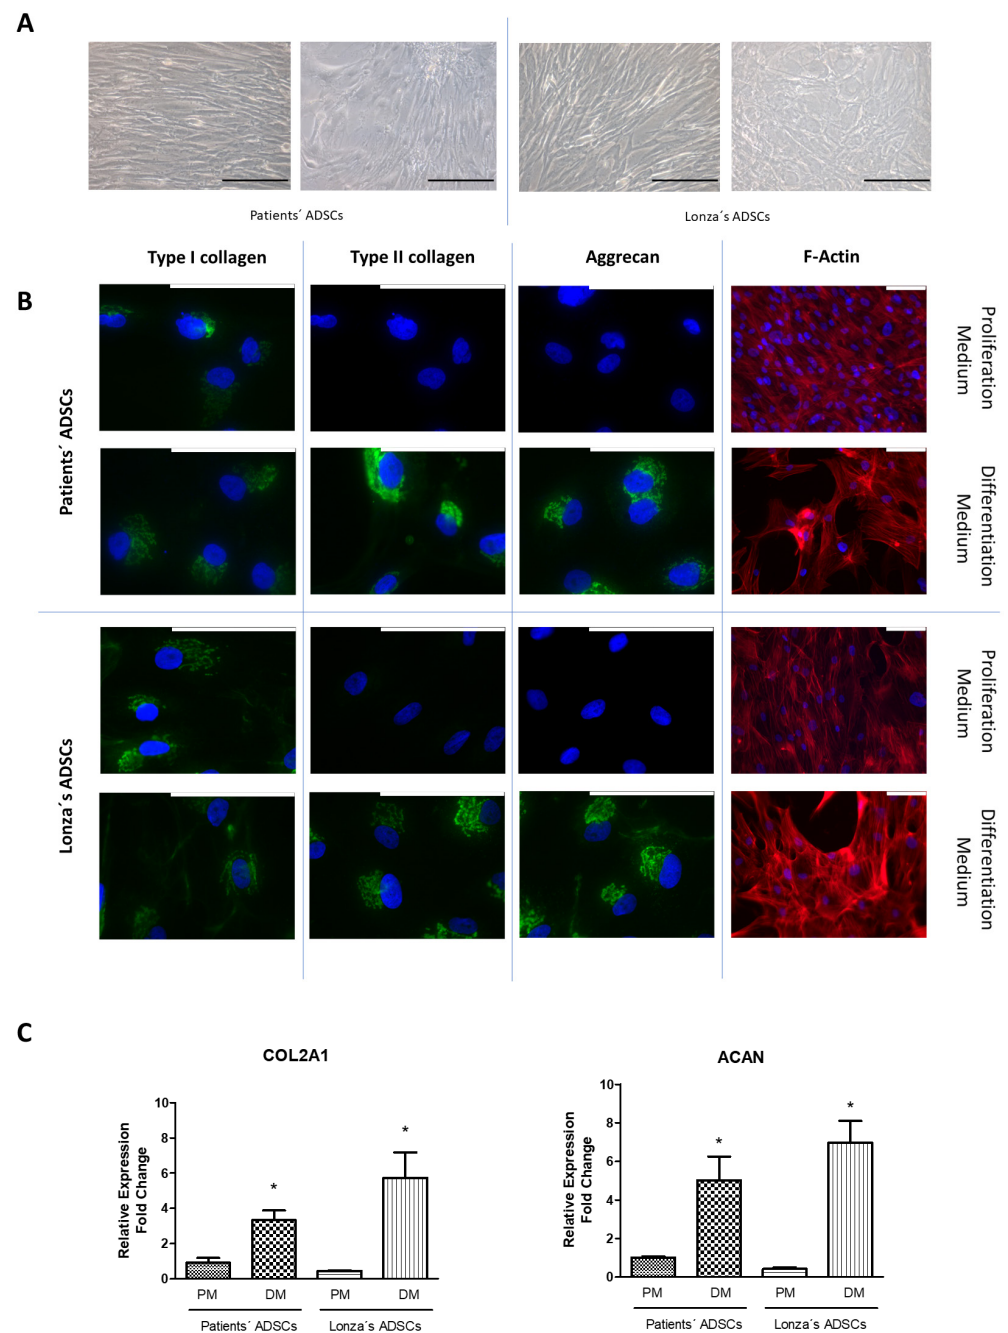 A
Patients´ ADSCs
Lonza´s ADSCs
Type I collagen
Type II collagen
Aggrecan
F-Actin
B
Patients´ ADSCs
Proliferation
Medium
Differentiation
Medium
Lonza´s ADSCs
Proliferation
Medium
Differentiation
Medium
C
COL2A1
Relative Expression
Fold Change
10
8
6
4
2
0
*
*
PM
DM
PM
DM
Patients´ ADSCs
Lonza´s ADSCs
ACAN
Relative Expression
Fold Change
10
8
6
4
2
0
*
*
PM
DM
PM
DM
Patients´ ADSCs
Lonza´s ADSCs